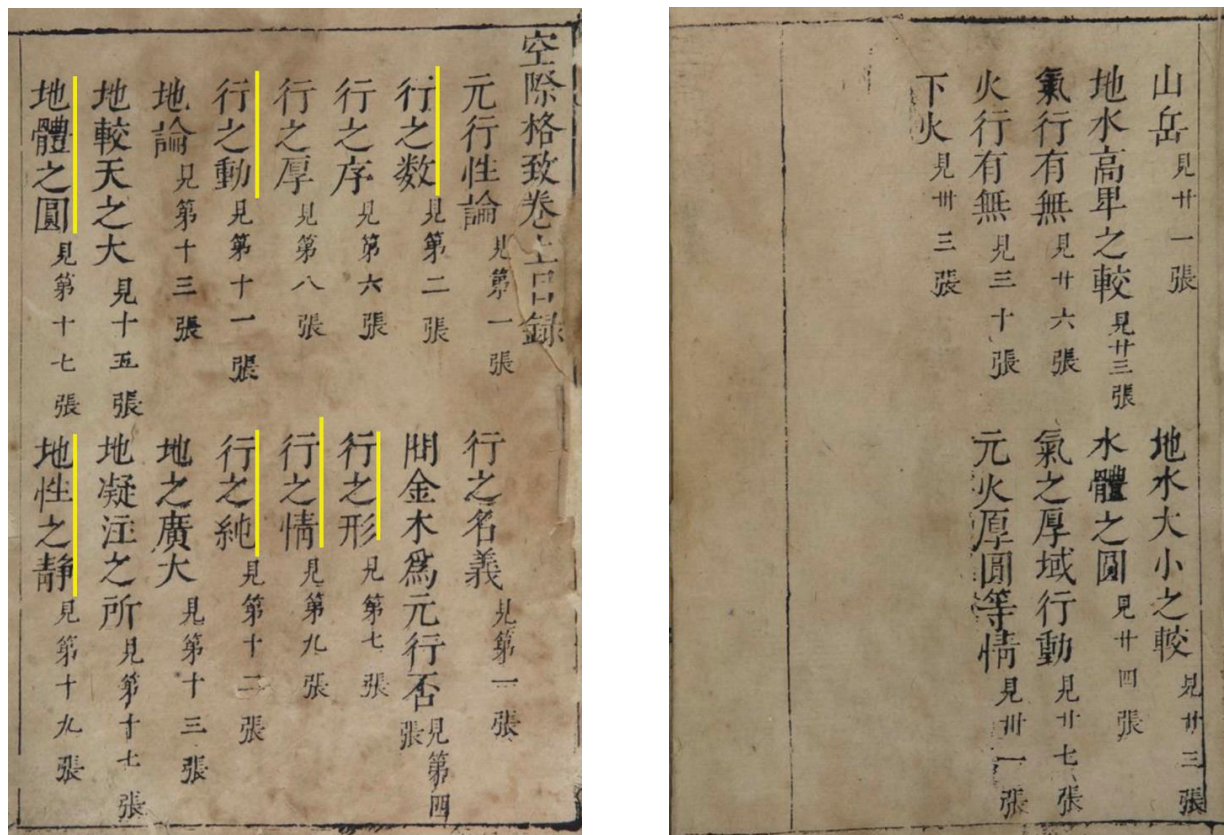 空際格致卷上目録
元行性論 見第一張
行之名義 見第一張
行之数 見第二張
問金木爲元行否 見第四張
行之序 見第六張
行之形 見第七張
行之厚 見第八張
行之情 見第九張
行之動 見第十一張
行之純 見第十二張
地論 見第十三張
地之廣大 見第十三張
地較天之大 見十五張
地凝注之所 見第十七張
地體之圓 見第十七張
地性之静 見第十九張
山岳 見廿一張
地水大小之較 見廿三張
地水高卑之較 見廿三張
水體之圓 見廿四張
氣行有無 見廿六張
氣之厚域行動 見廿七張
火行有無 見三十張
元火厚圓等情 見卅一張
下火 見卅三張